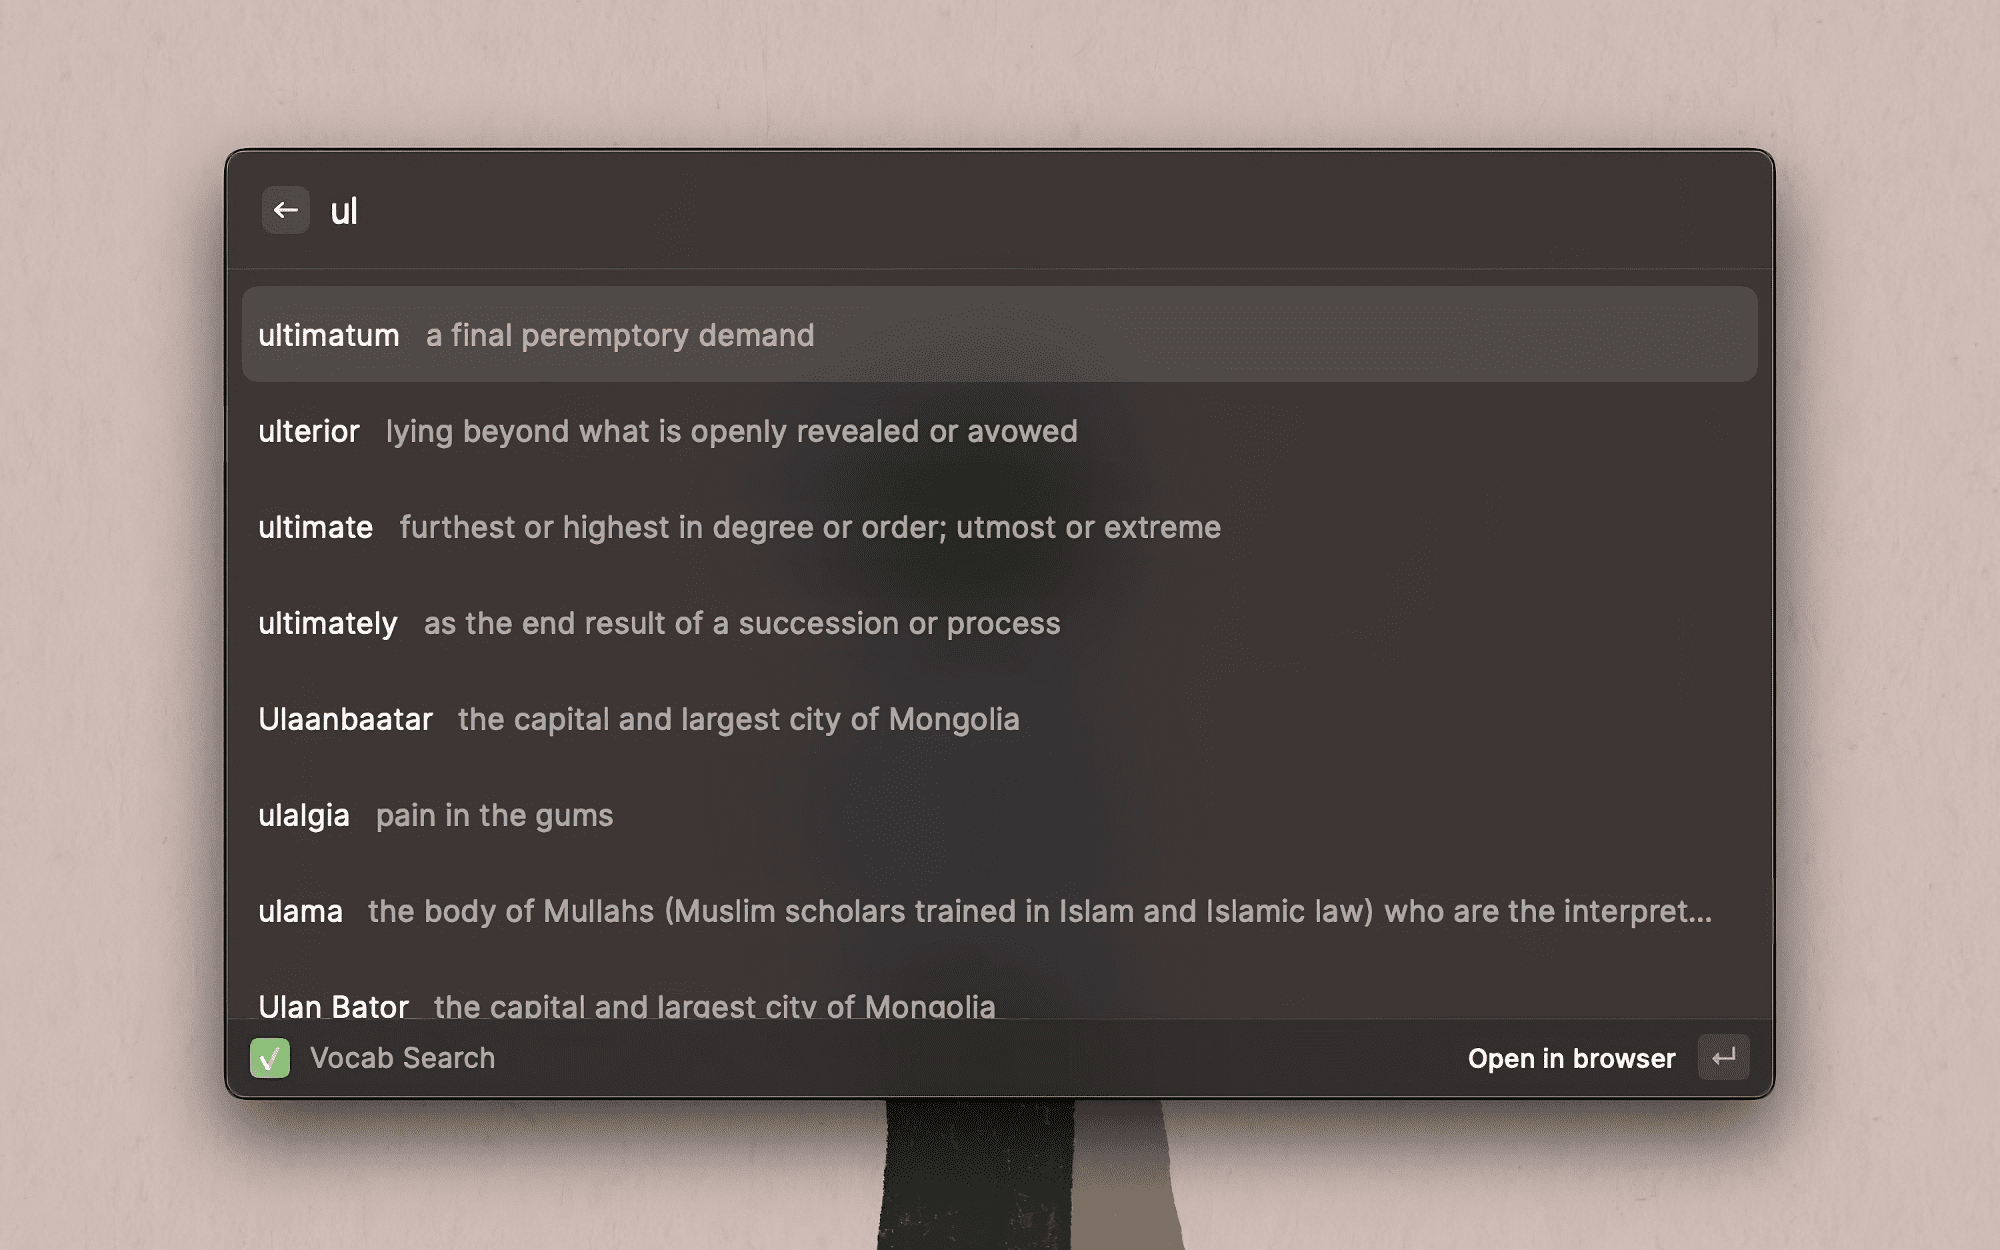 ul
ultimatum a final peremptory demand
ulterior lying beyond what is openly revealed or avowed
ultimate furthest or highest in degree or order; utmost or extreme
ultimately as the end result of a succession or process
Ulaanbaatar the capital and largest city of Mongolia
ulalgia pain in the gums
ulama the body of Mullahs (Muslim scholars trained in Islam and Islamic law) who are the interpret...
Ulan Bator the capital and largest city of Mongolia
Vocab Search Open in browser